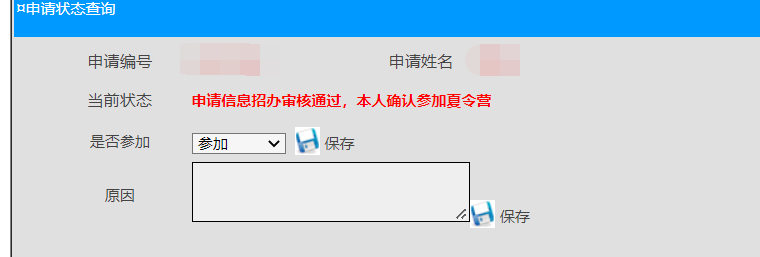 ¤申请状态查询
申请编号 申请姓名
当前状态 申请信息招办审核通过，本人确认参加夏令营
是否参加 参加 保存
原因 保存